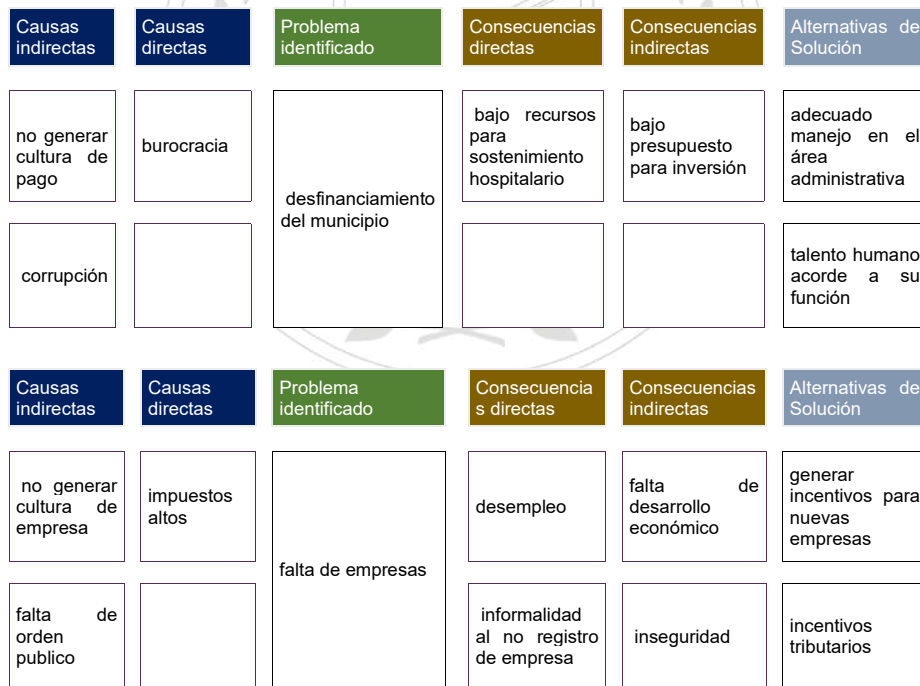 Causas indirectas
Causas directas
Problema identificado
Consecuencias directas
Consecuencias indirectas
Alternativas de Solución
no generar cultura de pago
burocracia
desfinanciamiento del municipio
bajo recursos para sostenimiento hospitalario
bajo presupuesto para inversión
adecuado manejo en el área administrativa
corrupción
talento humano acorde a su función
Causas indirectas
Causas directas
Problema identificado
Consecuencia s directas
Consecuencias indirectas
Alternativas de Solución
no generar cultura de empresa
impuestos altos
falta de empresas
desempleo
falta de desarrollo económico
generar incentivos para nuevas empresas
falta de orden publico
informalidad al no registro de empresa
inseguridad
incentivos tributarios